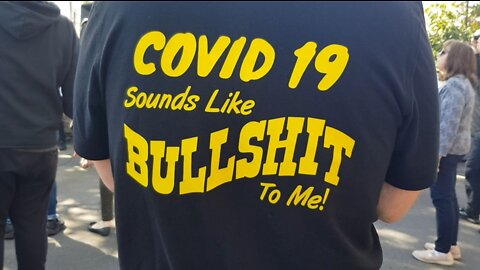 COVID 19
Sounds Like
BULLSHIT
To Me!